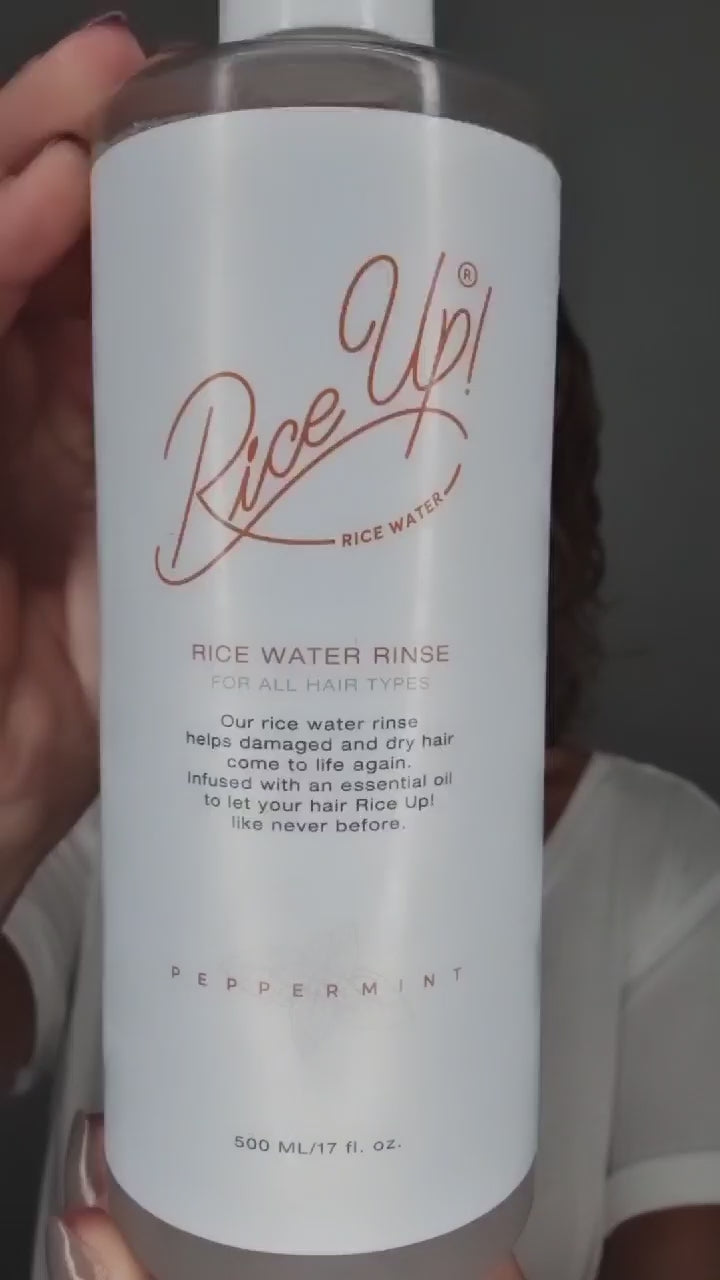 Rice Up!®
RICE WATER
RICE WATER RINSE
FOR ALL HAIR TYPES
Our rice water rinse
helps damaged and dry hair
come to life again.
Infused with an essential oil
to let your hair Rice Up!
like never before.
PEPPERMINT
500 ML/17 fl. oz.